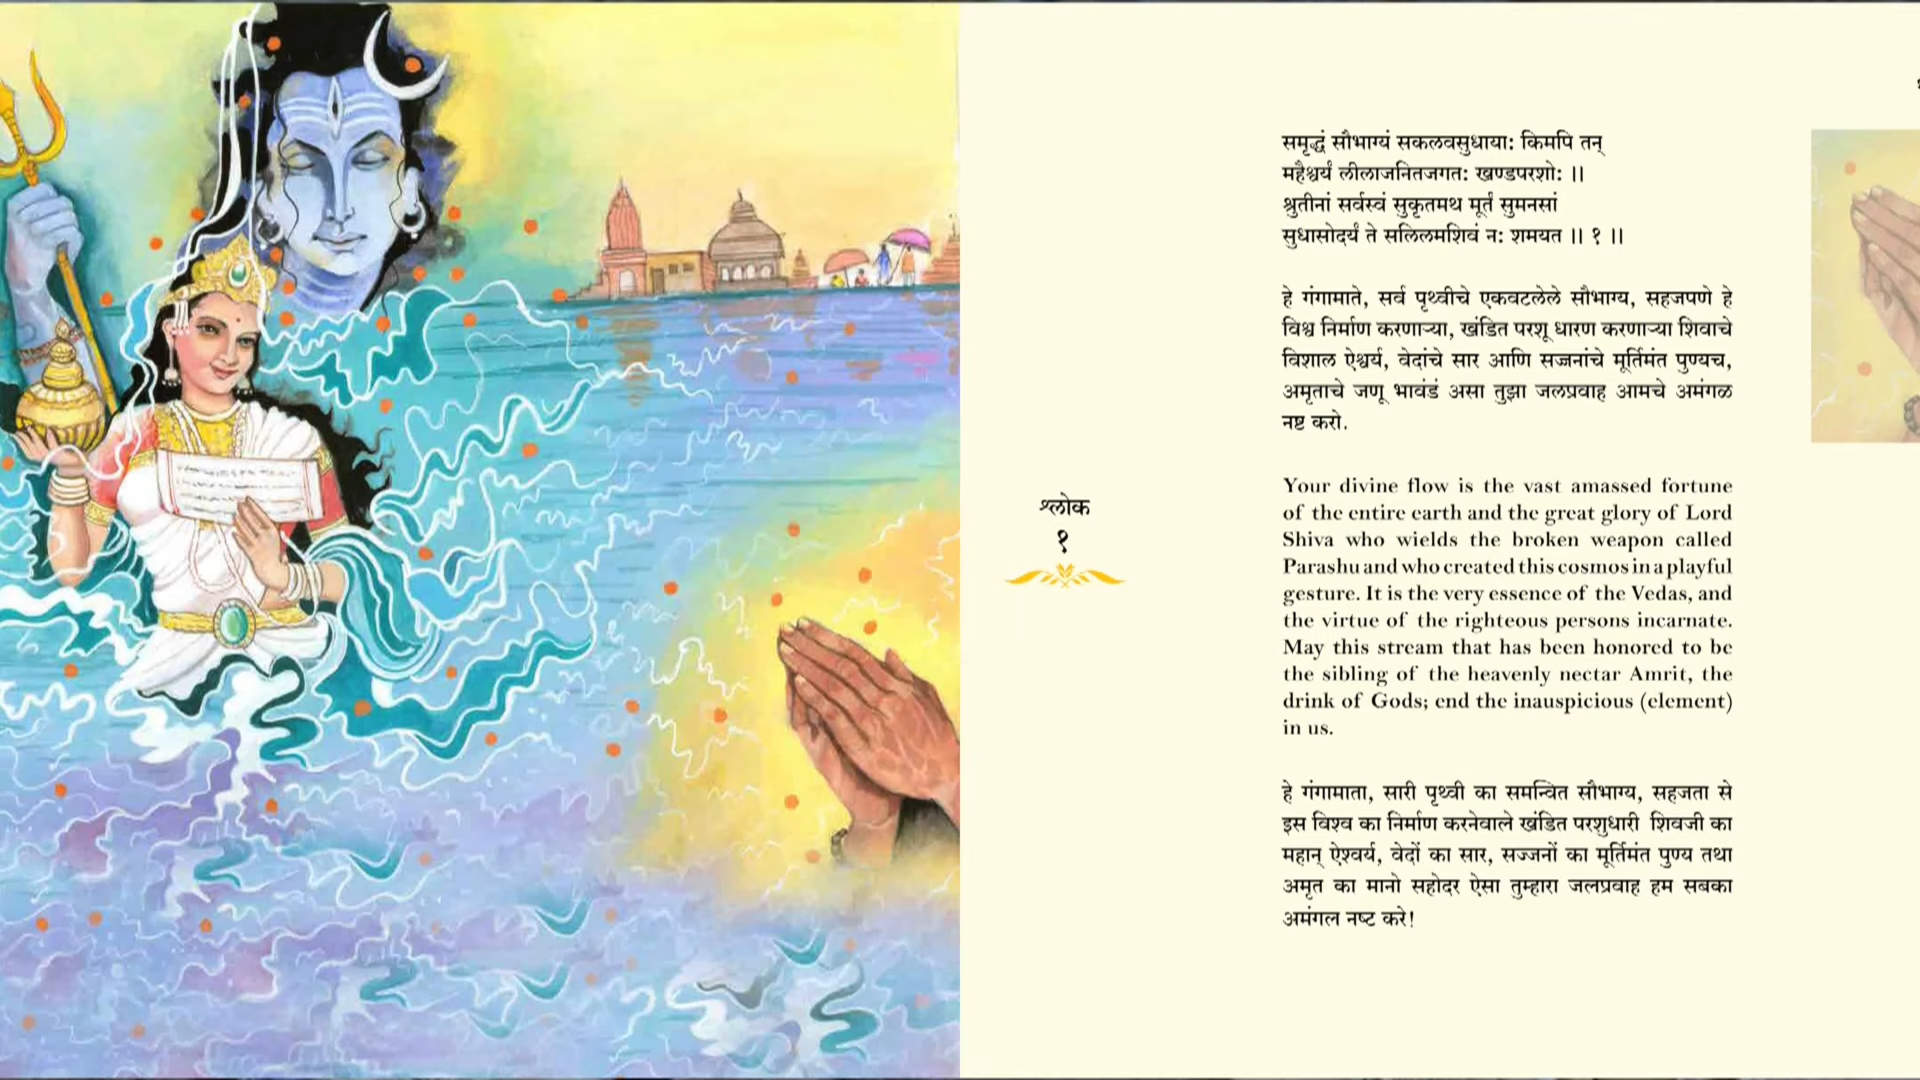 श्लोक
१
समृद्धं सौभाग्यं सकलवसुधाया: किमपि तन्
महैश्वर्यं लीलाजनितजगत: खण्डपरशो: ||
श्रुतीनां सर्वस्वं सुकृतमथ मूर्तं सुमनसां
सुधासोदर्यं ते सलिलमशिवं न: शमयत || १ ||
हे गंगामाते, सर्व पृथ्वीचे एकवटलेले सौभाग्य, सहजपणे हे
विश्व निर्माण करणाऱ्या, खंडित परशू धारण करणाऱ्या शिवाचे
विशाल ऐश्वर्य, वेदांचे सार आणि सज्जनांचे मूर्तिमंत पुण्यच,
अमृताचे जणू भावंडं असा तुझा जलप्रवाह आमचे अमंगळ
नष्ट करो.
Your divine flow is the vast amassed fortune
of the entire earth and the great glory of Lord
Shiva who wields the broken weapon called
Parashu and who created this cosmos in a playful
gesture. It is the very essence of the Vedas, and
the virtue of the righteous persons incarnate.
May this stream that has been honored to be
the sibling of the heavenly nectar Amrit, the
drink of Gods; end the inauspicious (element)
in us.
हे गंगामाता, सारी पृथ्वी का समन्वित सौभाग्य, सहजता से
इस विश्व का निर्माण करनेवाले खंडित परशुधारी शिवजी का
महान् ऐश्वर्य, वेदों का सार, सज्जनों का मूर्तिमंत पुण्य तथा
अमृत का मानो सहोदर ऐसा तुम्हारा जलप्रवाह हम सबका
अमंगल नष्ट करे!